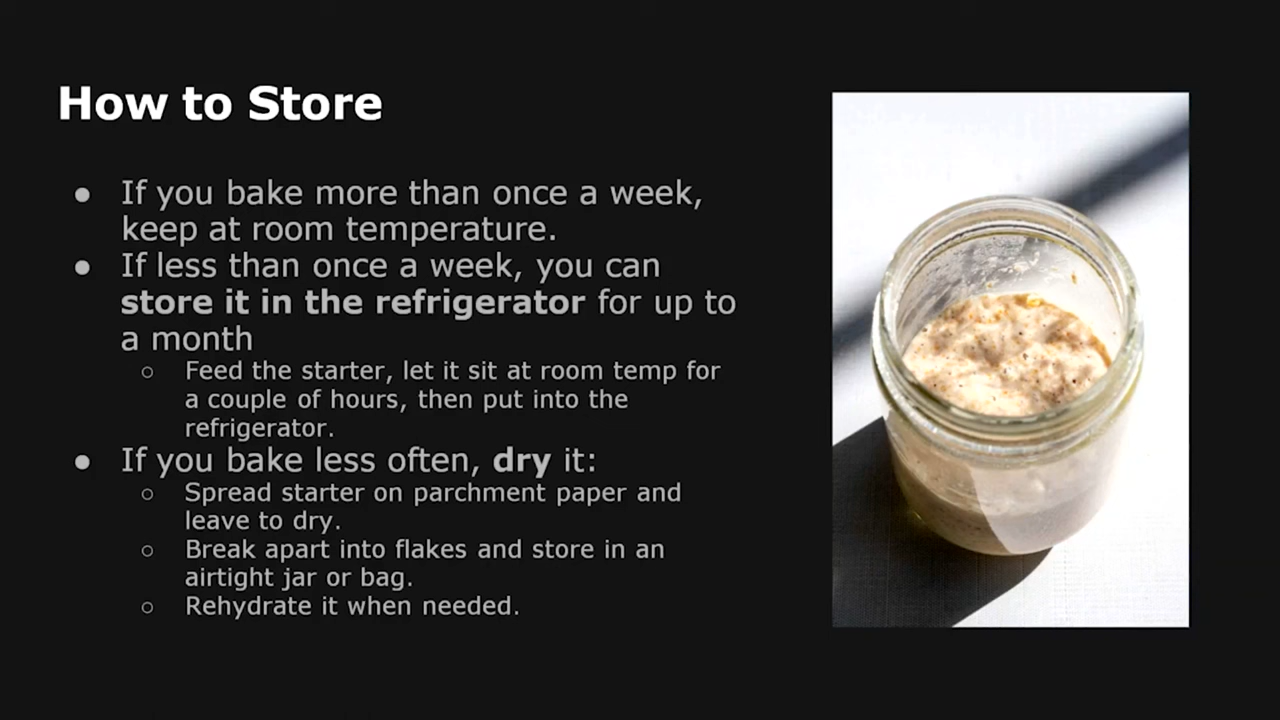 How to Store
● If you bake more than once a week,
keep at room temperature.
● If less than once a week, you can
store it in the refrigerator for up to
a month
○ Feed the starter, let it sit at room temp for
a couple of hours, then put into the
refrigerator.
● If you bake less often, dry it:
○ Spread starter on parchment paper and
leave to dry.
○ Break apart into flakes and store in an
airtight jar or bag.
○ Rehydrate it when needed.